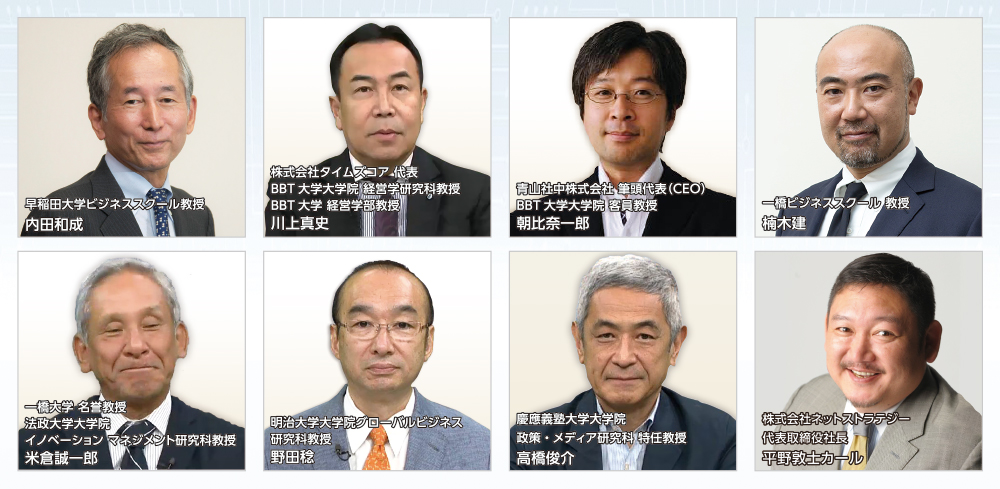 早稲田大学ビジネススクール教授
内田和成
株式会社タイムズコア 代表
BBT 大学大学院 経営学研究科教授
BBT 大学 経営学部教授
川上真史
青山社中株式会社 筆頭代表（CEO）
BBT 大学大学院 客員教授
朝比奈一郎
一橋ビジネススクール 教授
楠木建
一橋大学 名誉教授
法政大学大学院
イノベーション マネジメント研究科教授
米倉誠一郎
明治大学大学院グローバルビジネス
研究科教授
野田稔
慶應義塾大学大学院
政策・メディア研究科 特任教授
高橋俊介
株式会社ネットストラテジー
代表取締役社長
平野敦士カール